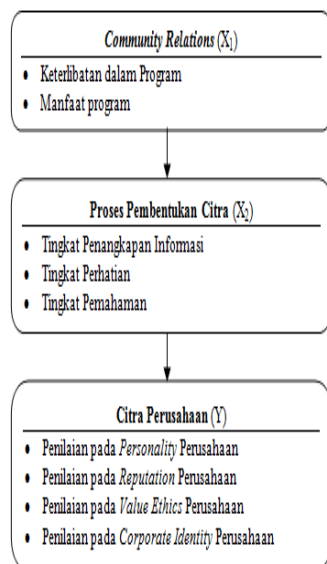 Community Relations (X₁)
• Keterlibatan dalam Program
• Manfaat program
Proses Pembentukan Citra (X₂)
• Tingkat Penangkapan Informasi
• Tingkat Perhatian
• Tingkat Pemahaman
Citra Perusahaan (Y)
• Penilaian pada Personality Perusahaan
• Penilaian pada Reputation Perusahaan
• Penilaian pada Value Ethics Perusahaan
• Penilaian pada Corporate Identity Perusahaan